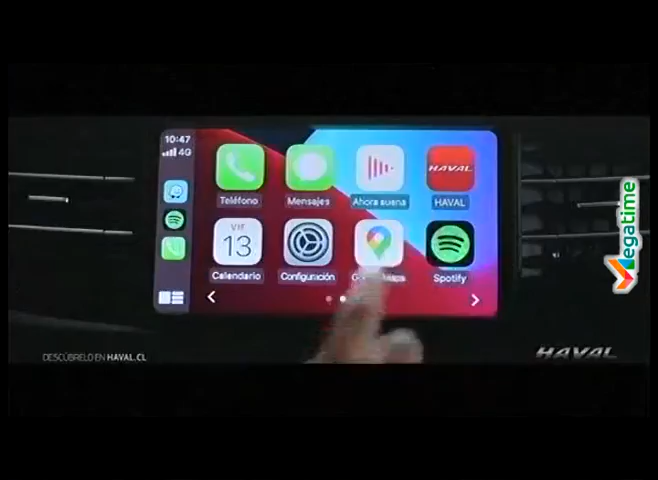 10:47
4G
Teléfono
Mensajes
Ahora suena
HAVAL
HAVAL
VIE
13
Calendario
Configuración
Spotify
DESCÚBRELO EN HAVAL.CL
HAVAL
Megatime